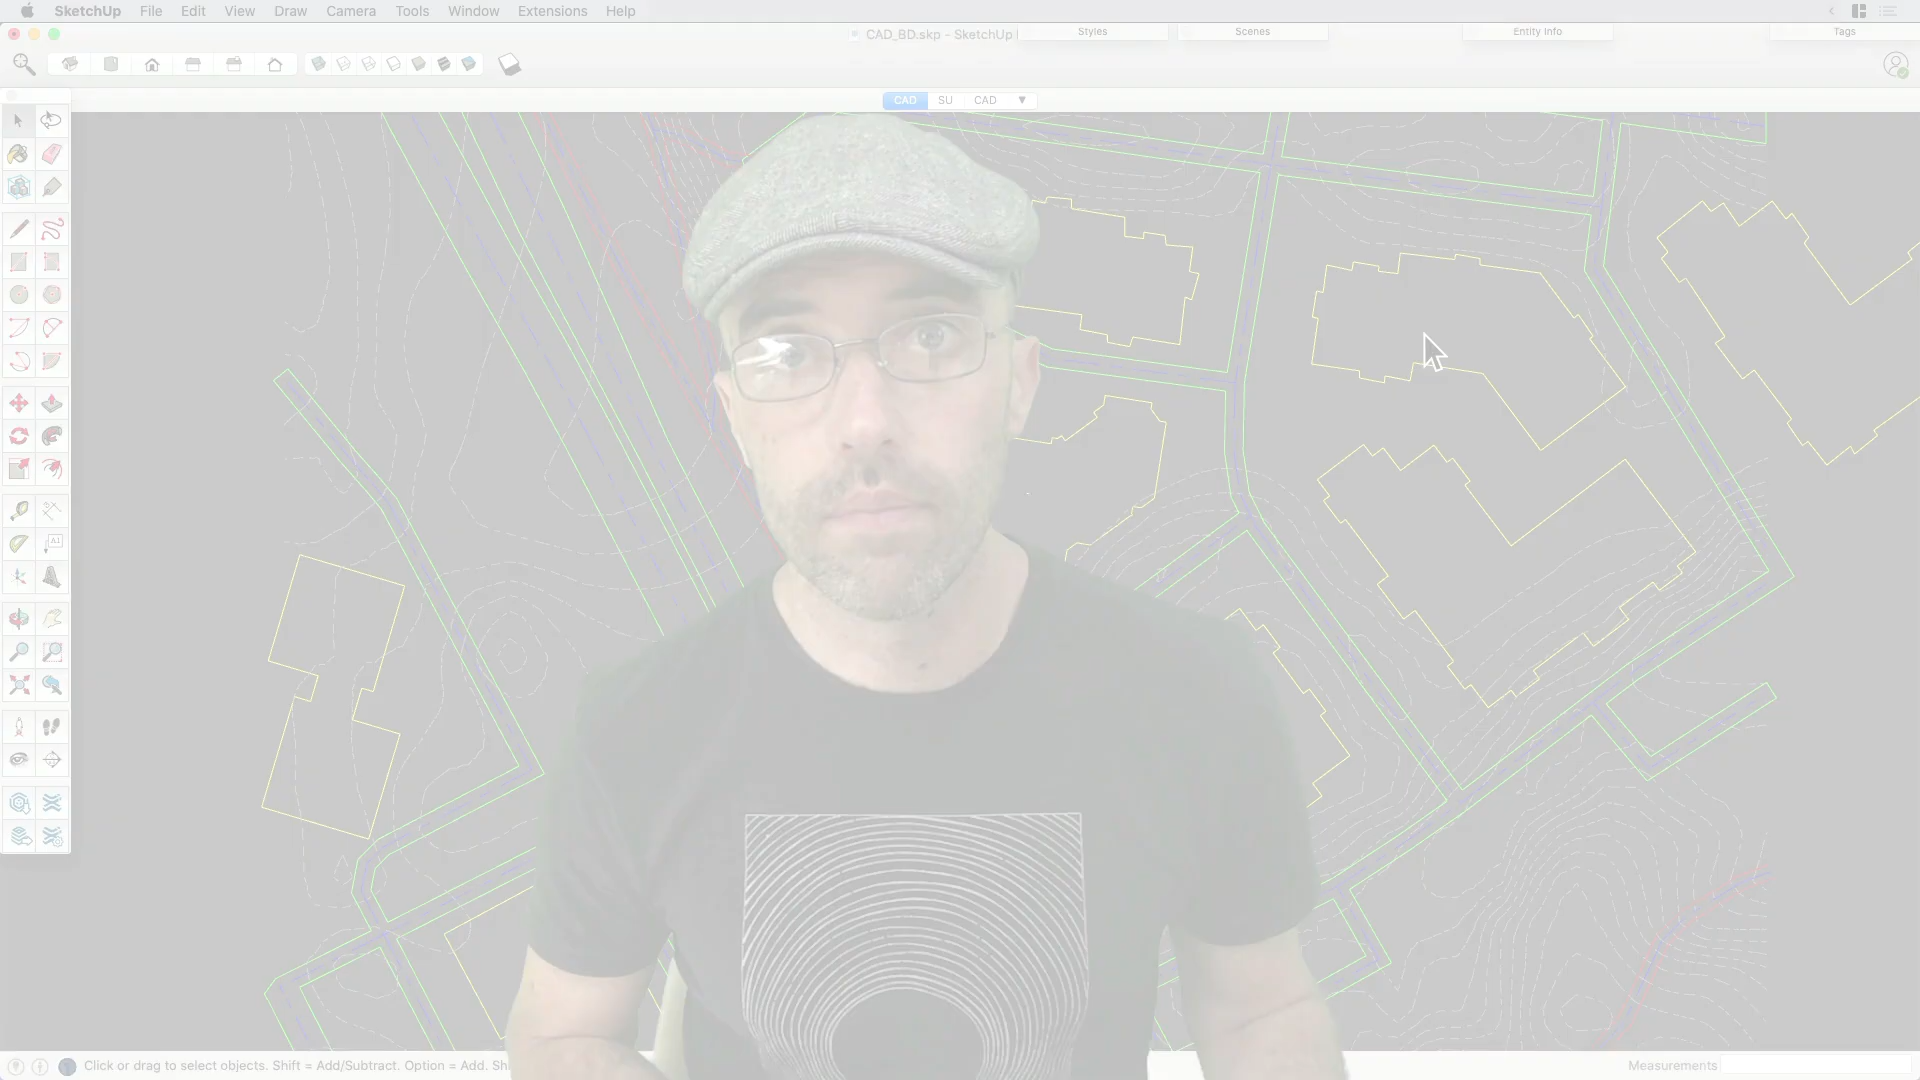 SketchUp File Edit View Draw Camera Tools Window Extensions Help
CAD_BD.skp - SketchUp
Styles
Scenes
Entity Info
Tags
CAD SU CAD
A1
Click or drag to select objects. Shift = Add/Subtract. Option = Add.
Measurements